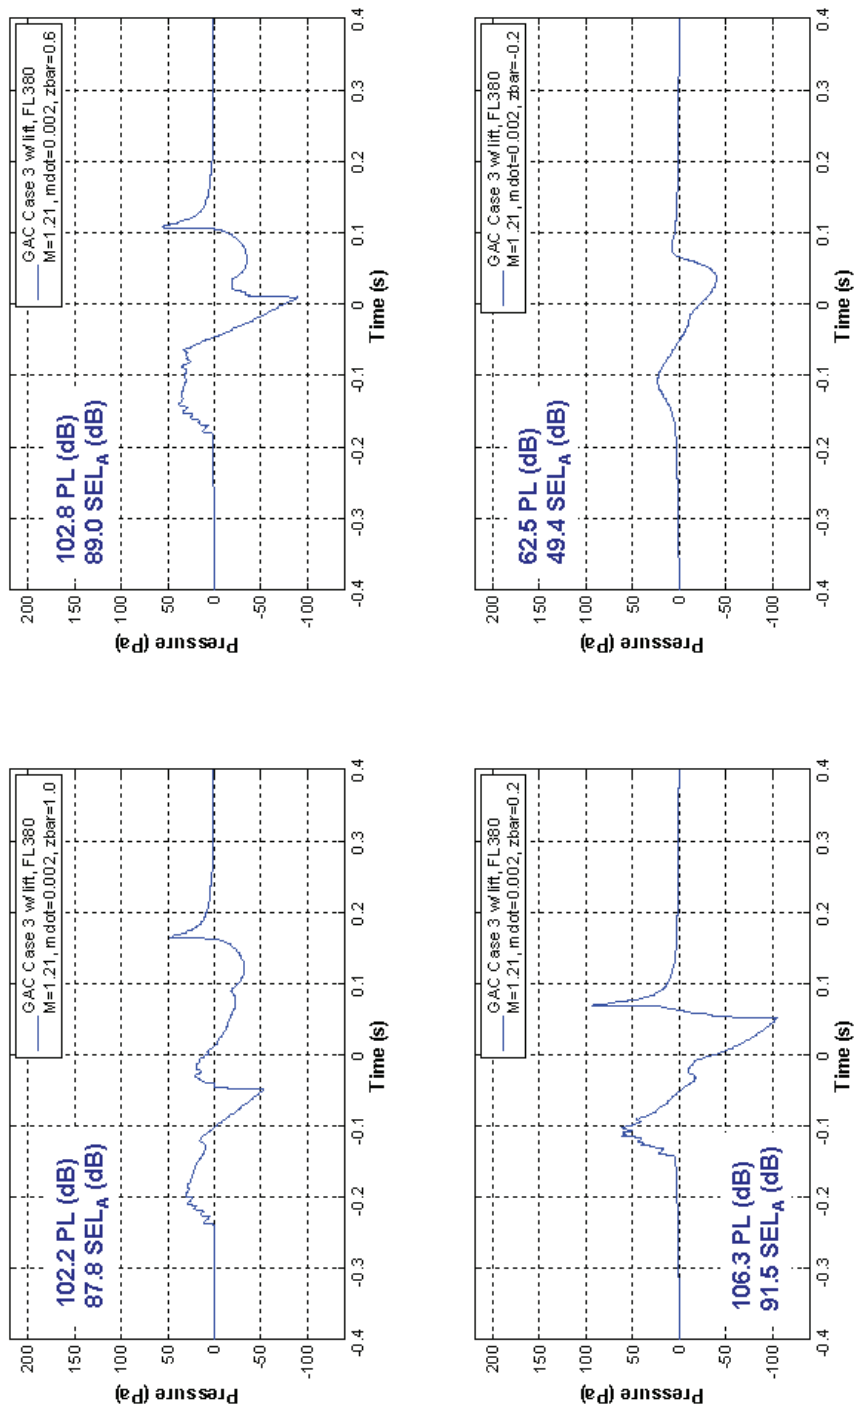 GAC Case 3 w/ lift, FL380
M=1.21, mdot=0.002, zbar=1.0
102.2 PL (dB)
87.8 SEL_A (dB)
Pressure (Pa)
200
150
100
50
0
-50
-100
-0.4 -0.3 -0.2 -0.1 0 0.1 0.2 0.3 0.4
Time (s)
GAC Case 3 w/ lift, FL380
M=1.21, mdot=0.002, zbar=0.6
102.8 PL (dB)
89.0 SEL_A (dB)
Pressure (Pa)
200
150
100
50
0
-50
-100
-0.4 -0.3 -0.2 -0.1 0 0.1 0.2 0.3 0.4
Time (s)
GAC Case 3 w/ lift, FL380
M=1.21, mdot=0.002, zbar=0.2
106.3 PL (dB)
91.5 SEL_A (dB)
Pressure (Pa)
200
150
100
50
0
-50
-100
-0.4 -0.3 -0.2 -0.1 0 0.1 0.2 0.3 0.4
Time (s)
GAC Case 3 w/ lift, FL380
M=1.21, mdot=0.002, zbar=-0.2
62.5 PL (dB)
49.4 SEL_A (dB)
Pressure (Pa)
200
150
100
50
0
-50
-100
-0.4 -0.3 -0.2 -0.1 0 0.1 0.2 0.3 0.4
Time (s)